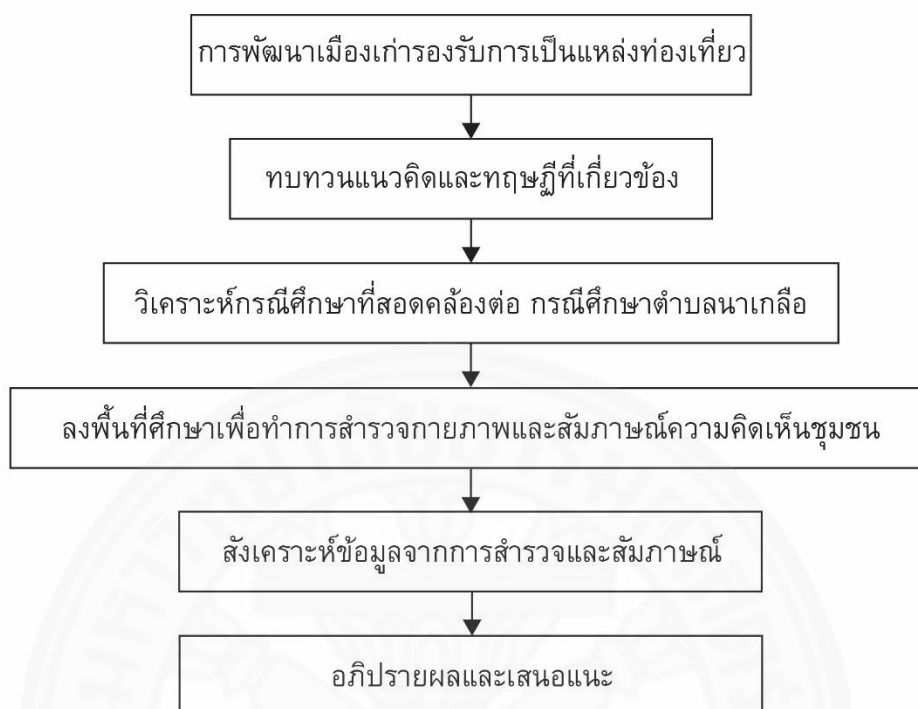 การพัฒนาเมืองเก่ารองรับการเป็นแหล่งท่องเที่ยว
ทบทวนแนวคิดและทฤษฏีที่เกี่ยวข้อง
วิเคราะห์กรณีศึกษาที่สอดคล้องต่อ กรณีศึกษาตำบลนาเกลือ
ลงพื้นที่ศึกษาเพื่อทำการสำรวจกายภาพและสัมภาษณ์ความคิดเห็นชุมชน
สังเคราะห์ข้อมูลจากการสำรวจและสัมภาษณ์
อภิปรายผลและเสนอแนะ